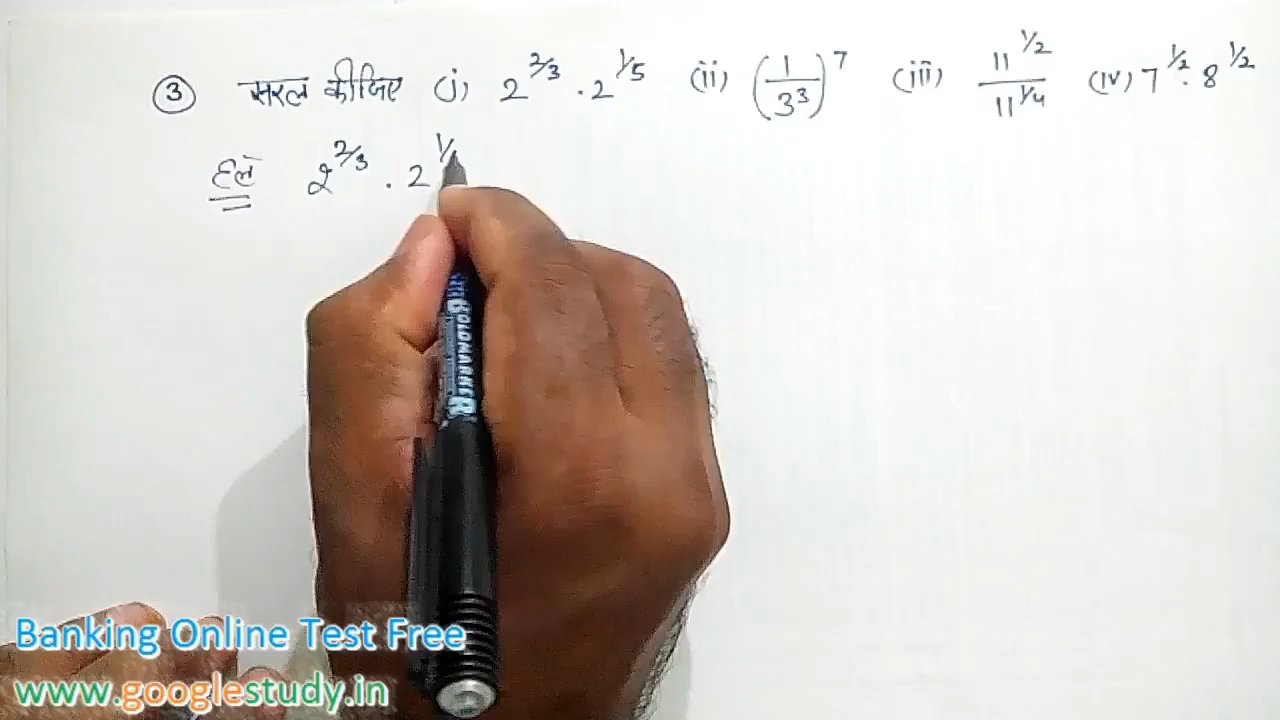 ③ सरल कीजिए (i) 2^2/3 . 2^1/5 (ii) (1/3^3)^7 (iii) 11^1/2 / 11^1/4 (iv) 7^1/2 . 8^1/2
हल 2^2/3 . 2^1/
GOLDMARKER
Banking Online Test Free
www.googlestudy.in